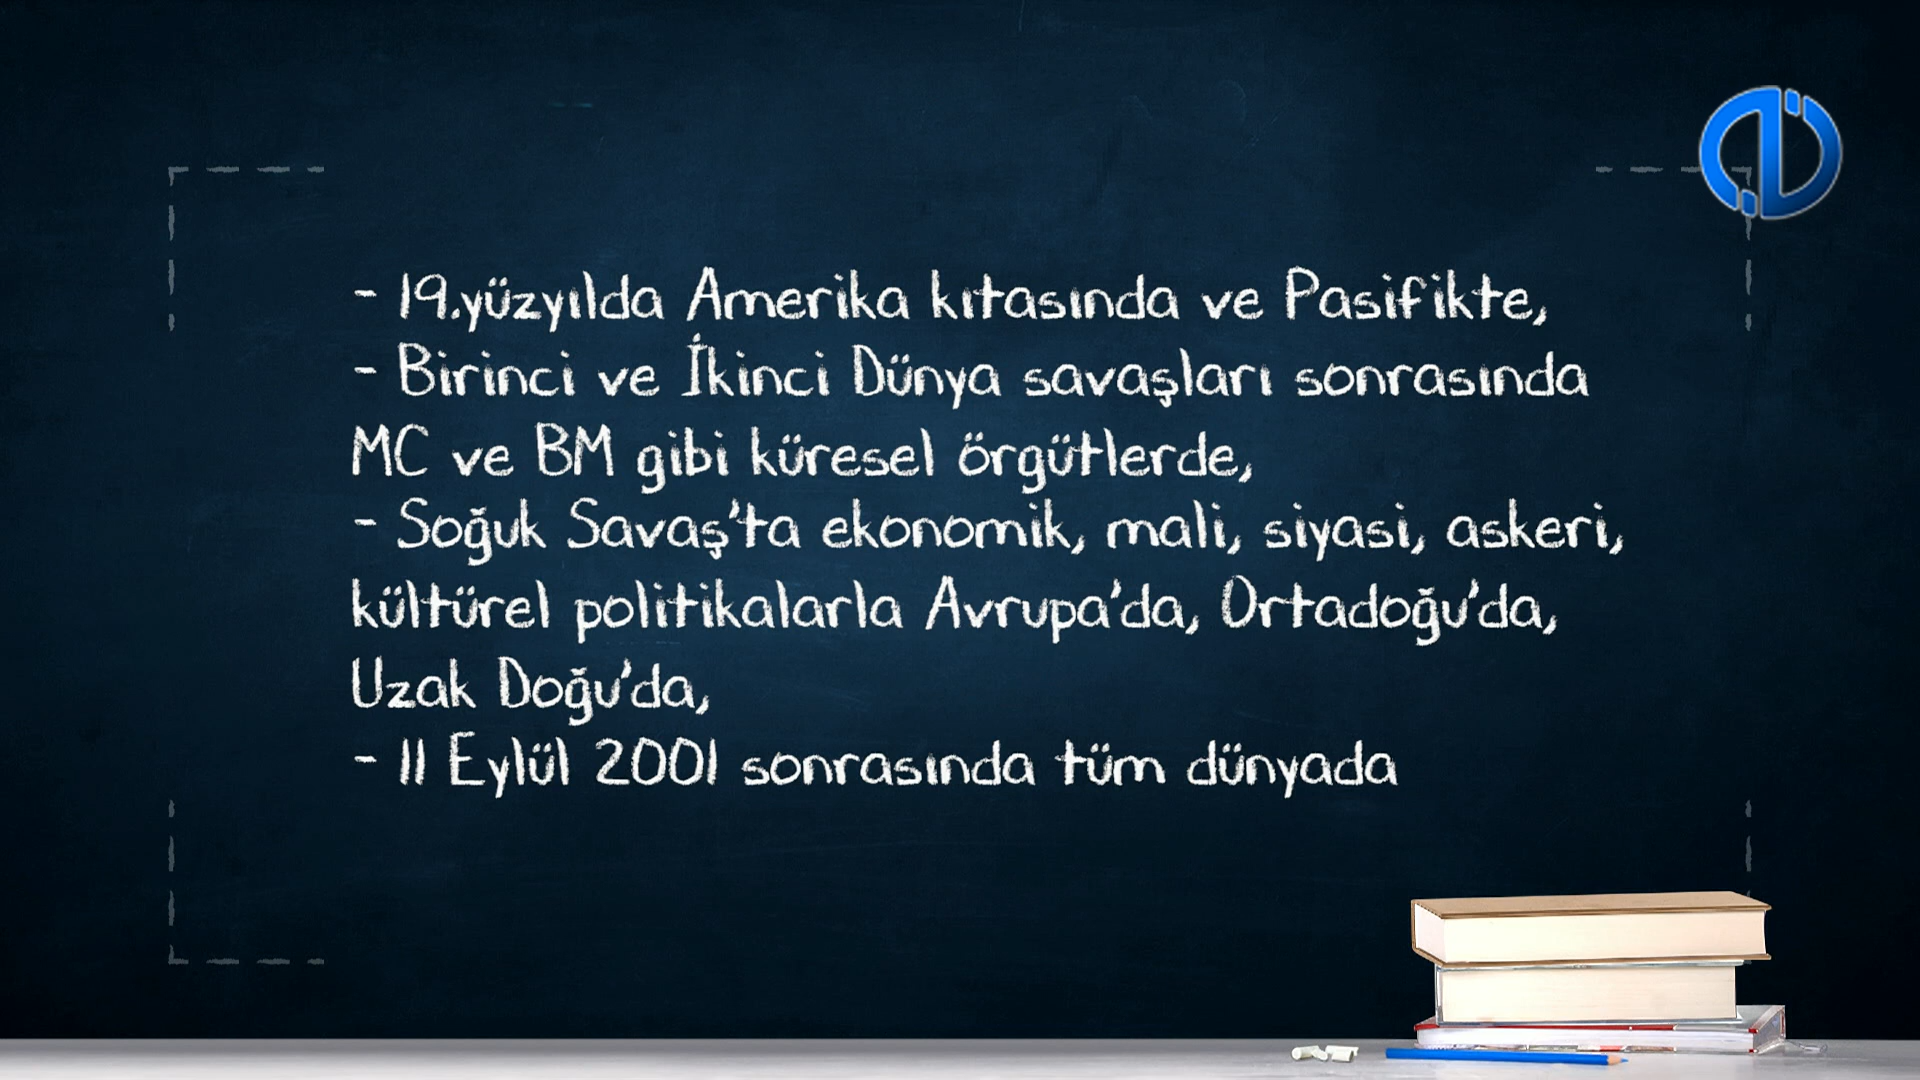 - 19.yüzyılda Amerika kıtasında ve Pasifikte,
- Birinci ve İkinci Dünya savaşları sonrasında
MC ve BM gibi küresel örgütlerde,
- Soğuk Savaş'ta ekonomik, mali, siyasi, askeri,
kültürel politikalarla Avrupa'da, Ortadoğu'da,
Uzak Doğu'da,
- 11 Eylül 2001 sonrasında tüm dünyada